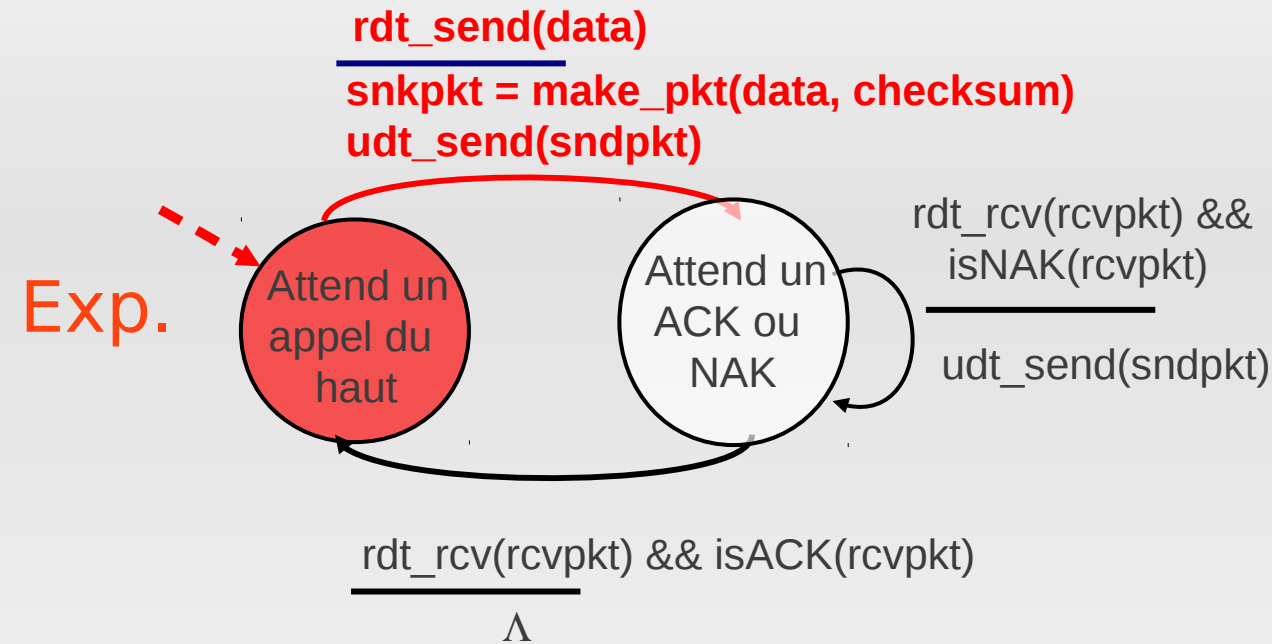 rdt_send(data)
snkpkt = make_pkt(data, checksum)
udt_send(sndpkt)
Exp.
Attend un
appel du
haut
Attend un
ACK ou
NAK
rdt_rcv(rcvpkt) &&
isNAK(rcvpkt)
udt_send(sndpkt)
rdt_rcv(rcvpkt) && isACK(rcvpkt)
Λ